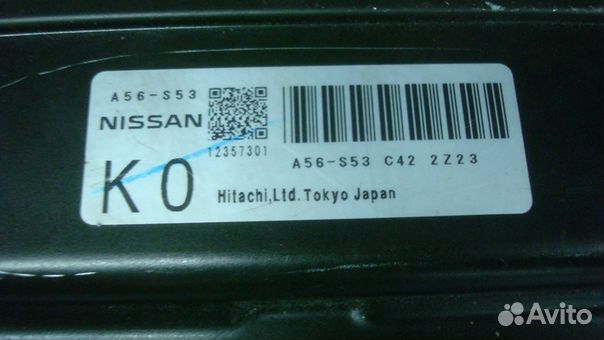 A56-S53
NISSAN
12357301
K0
A56-S53 C42 2Z23
Hitachi,Ltd.Tokyo Japan
Avito